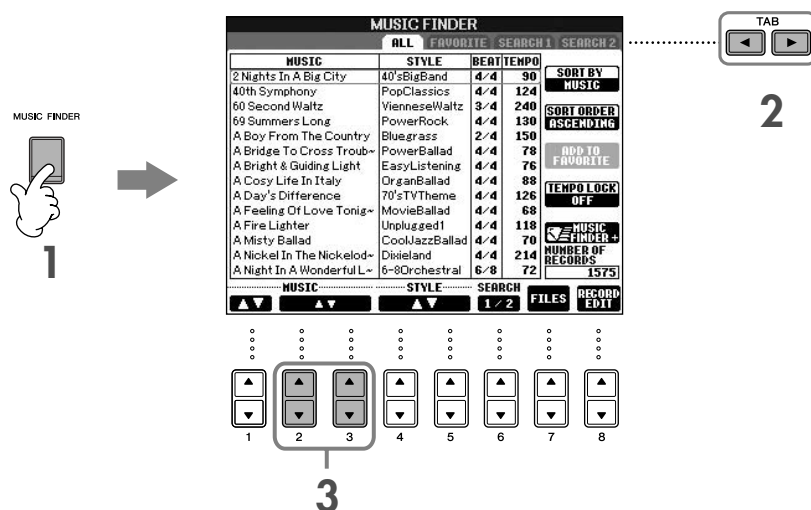 MUSIC FINDER
1
MUSIC FINDER
ALL FAVORITE SEARCH 1 SEARCH 2
MUSIC STYLE BEAT TEMPO
2 Nights In A Big City 40'sBigBand 4/4 90
40th Symphony PopClassics 4/4 124
60 Second Waltz VienneseWaltz 3/4 240
69 Summers Long PowerRock 4/4 130
A Boy From The Country Bluegrass 2/4 150
A Bridge To Cross Troub~ PowerBallad 4/4 78
A Bright & Guiding Light EasyListening 4/4 76
A Cosy Life In Italy OrganBallad 4/4 88
A Day's Difference 70'sTVTheme 4/4 126
A Feeling Of Love Tonig~ MovieBallad 4/4 68
A Fire Lighter Unplugged1 4/4 118
A Misty Ballad CoolJazzBallad 4/4 70
A Nickel In The Nickelod~ Dixieland 4/4 214
A Night In A Wonderful L~ 6-8Orchestral 6/8 72
SORT BY
MUSIC
SORT ORDER
ASCENDING
ADD TO
FAVORITE
TEMPO LOCK
OFF
MUSIC
FINDER +
NUMBER OF
RECORDS
1575
MUSIC STYLE SEARCH
▲▼ ▲▼ ▲▼ 1/2 FILES RECORD
EDIT
TAB
◄ ►
2
▲ ▲ ▲ ▲ ▲ ▲ ▲ ▲
▼ ▼ ▼ ▼ ▼ ▼ ▼ ▼
1 2 3 4 5 6 7 8
3